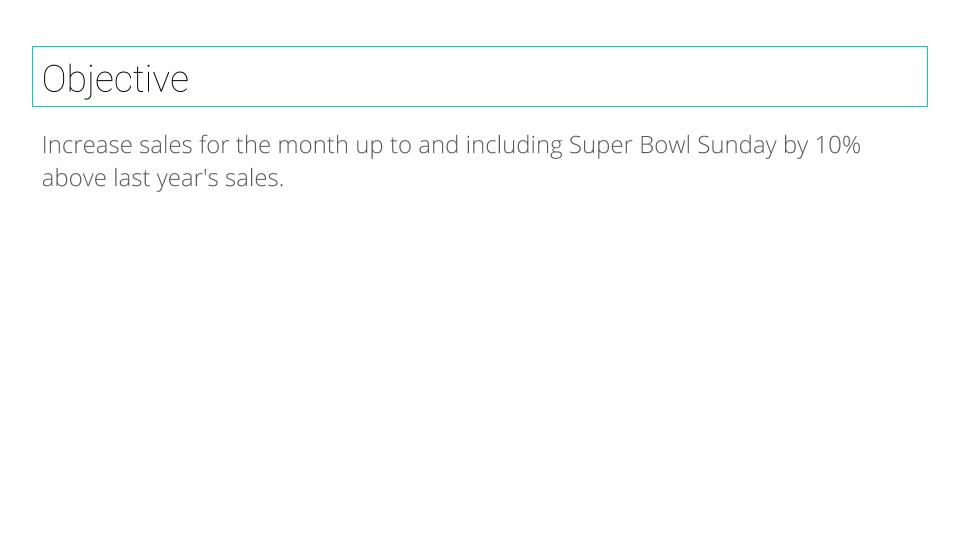 Objective
Increase sales for the month up to and including Super Bowl Sunday by 10%
above last year's sales.